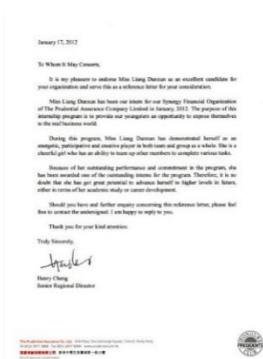 January 17, 2012
To Whom It May Concern,
It is my pleasure to endorse Miss Liang Danxun as an excellent candidate for
your organization and serve this as a reference letter for your consideration.
Miss Liang Danxun has been our intern for our Synergy Financial Organization
of The Prudential Assurance Company Limited in January, 2012. The purpose of this
internship program is to provide our youngsters an opportunity to expose themselves
to the real business world.
During this program, Miss Liang Danxun has demonstrated herself as an
energetic, participative and creative player in both team and group as a whole. She is a
cheerful girl who has an ability to team up other members to complete various tasks.
Because of her outstanding performance and commitment in the program, she
has been awarded one of the outstanding interns for the program. Therefore, it is no
doubt that she has got great potential to advance herself to higher levels in future,
either in terms of her academic study or career development.
Should you have and further enquiry concerning this reference letter, please feel
free to contact the undersigned. I am happy to reply to you.
Thank you for your kind attention.
Truly Sincerely,
Henry Cheng
Senior Regional Director
The Prudential Assurance Co. Ltd.
PRESIDENT